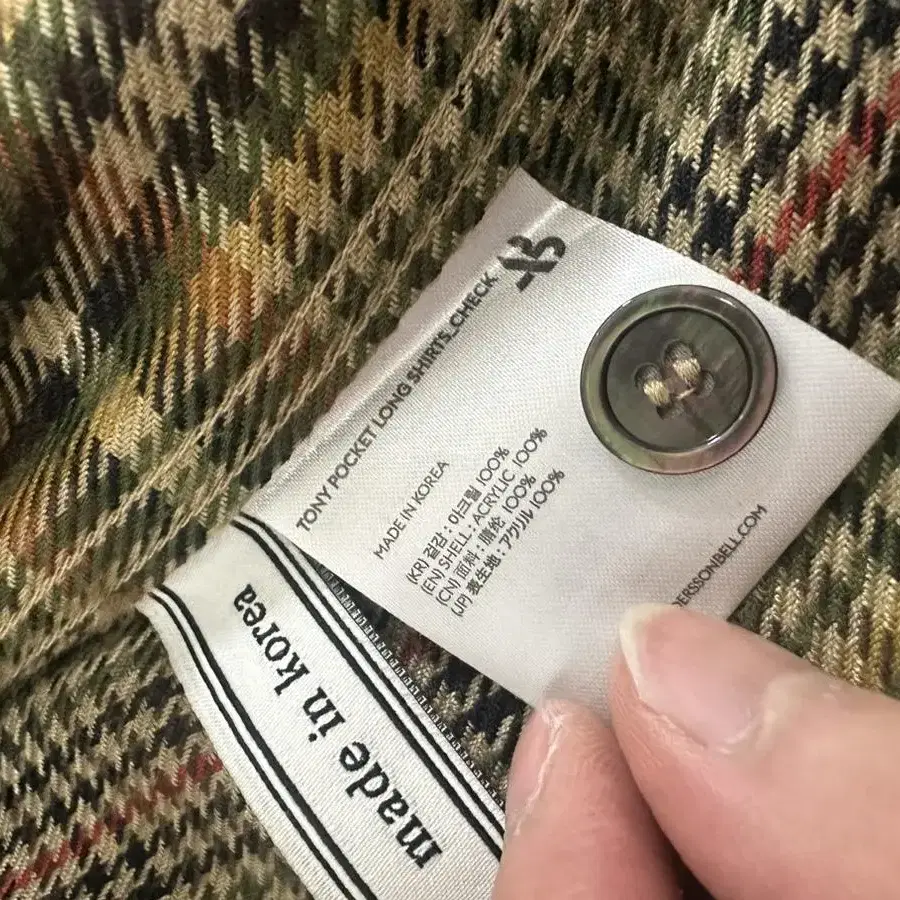 TONY POCKET LONG SHIRTS_CHECK
MADE IN KOREA
(KR) 겉감 : 아크릴 100%
(EN) SHELL : ACRYLIC 100%
(CN) 面料 : 腈纶 100%
(JP) 表生地 : アクリル 100%
DERSSONBELL.COM
made in korea